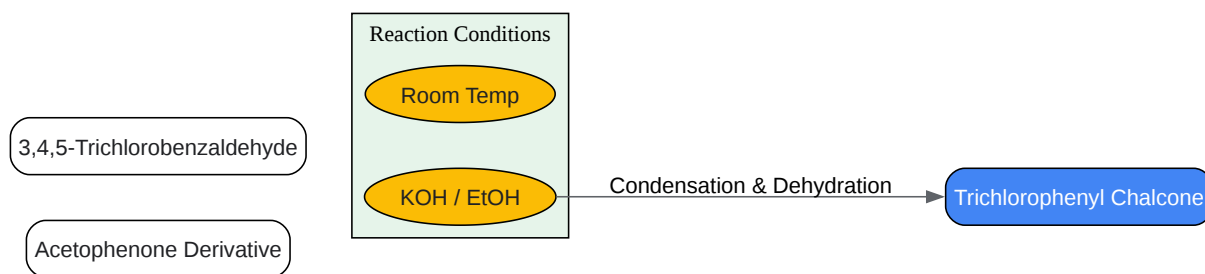 Reaction Conditions
Room Temp
3,4,5-Trichlorobenzaldehyde
KOH / EtOH
Condensation & Dehydration
Trichlorophenyl Chalcone
Acetophenone Derivative